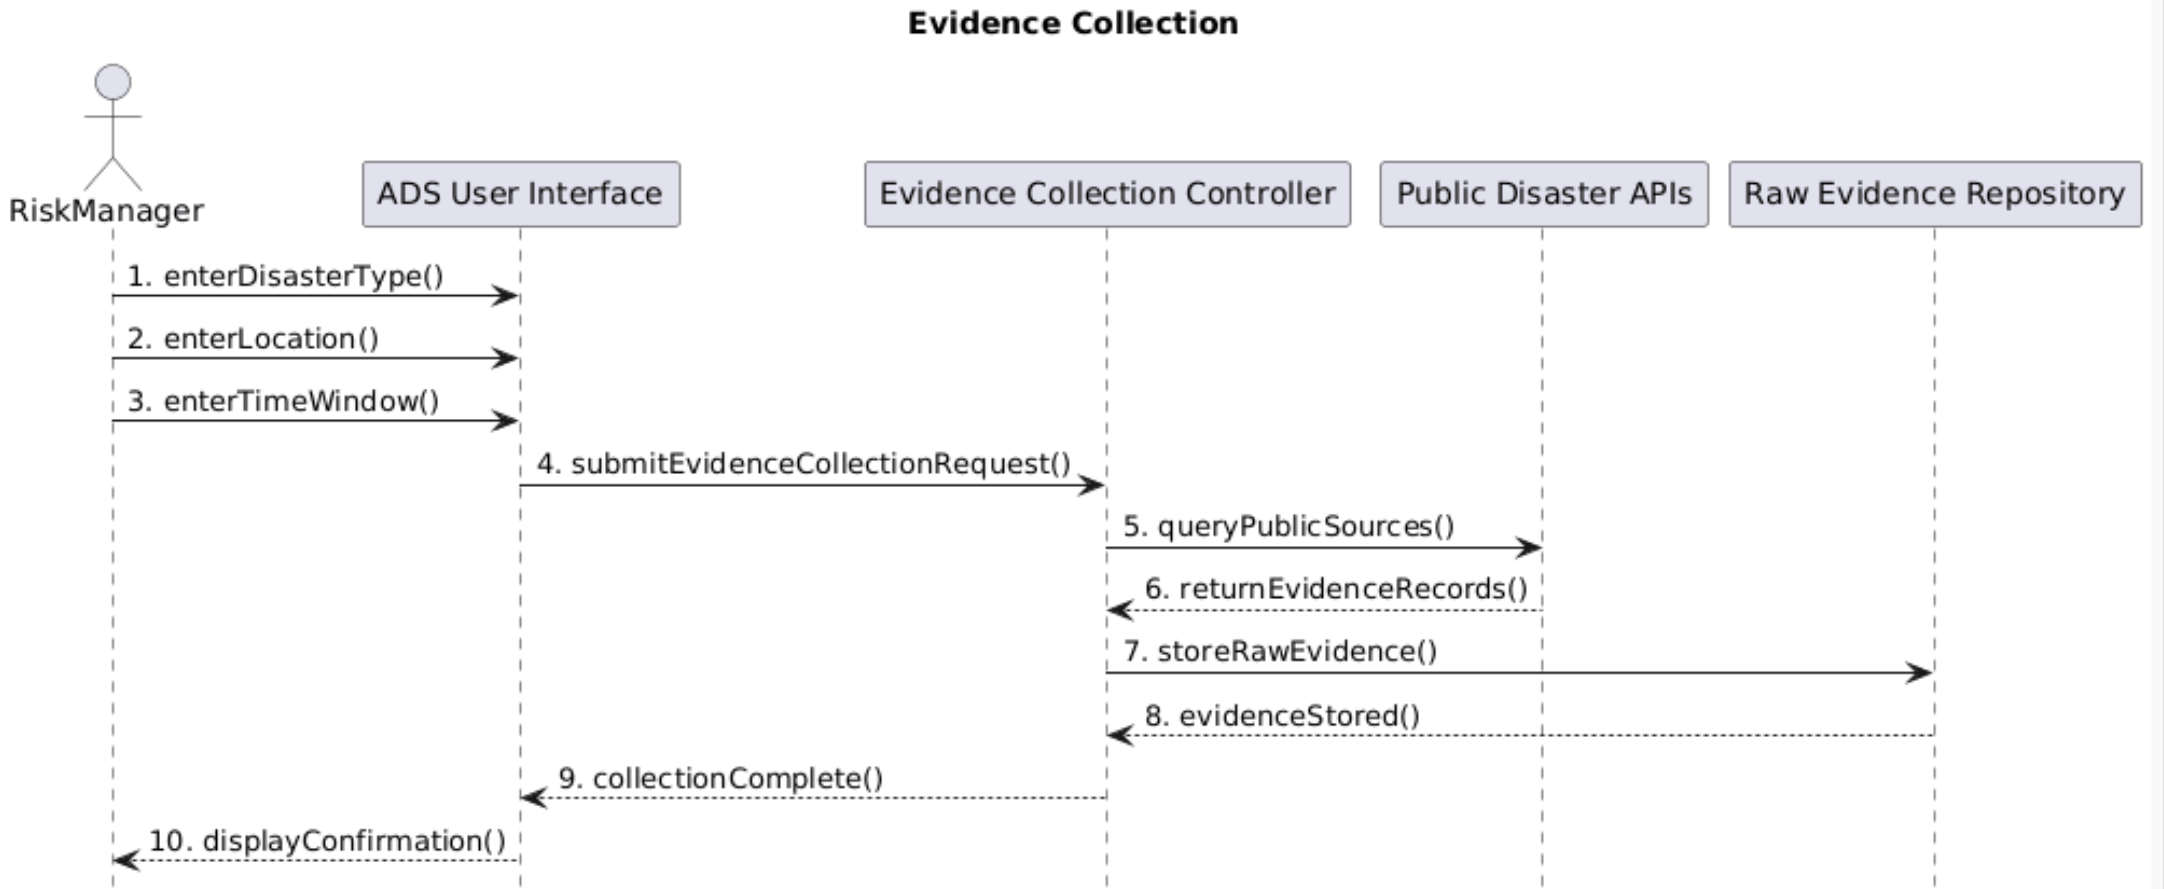 Evidence Collection
RiskManager
ADS User Interface
Evidence Collection Controller
Public Disaster APIs
Raw Evidence Repository
1. enterDisasterType()
2. enterLocation()
3. enterTimeWindow()
4. submitEvidenceCollectionRequest()
5. queryPublicSources()
6. returnEvidenceRecords()
7. storeRawEvidence()
8. evidenceStored()
9. collectionComplete()
10. displayConfirmation()